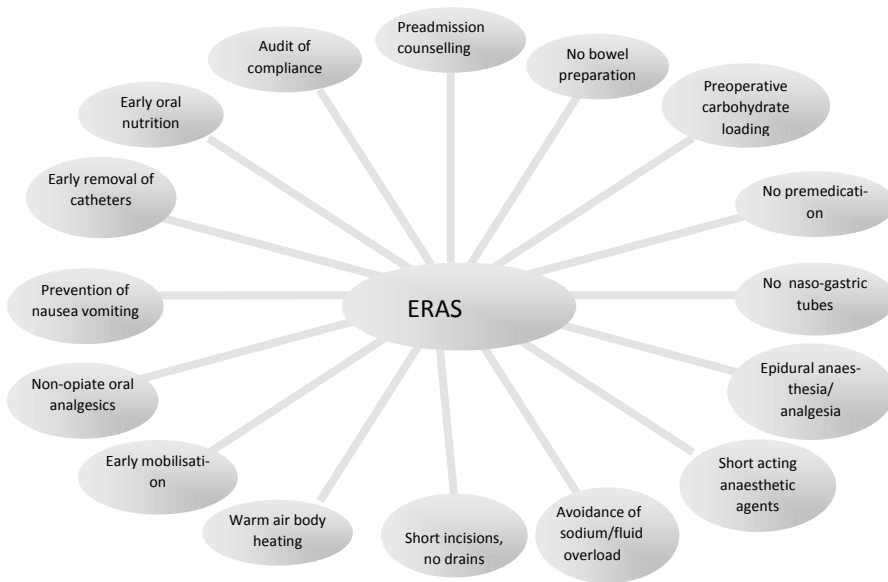 Preadmission
counselling
No bowel
preparation
Preoperative
carbohydrate
loading
No premedicati-
on
No naso-gastric
tubes
Epidural anaes-
thesia/
analgesia
Short acting
anaesthetic
agents
Avoidance of
sodium/fluid
overload
Short incisions,
no drains
Warm air body
heating
Early mobilisati-
on
Non-opiate oral
analgesics
Prevention of
nausea vomiting
Early removal of
catheters
Early oral
nutrition
Audit of
compliance
ERAS